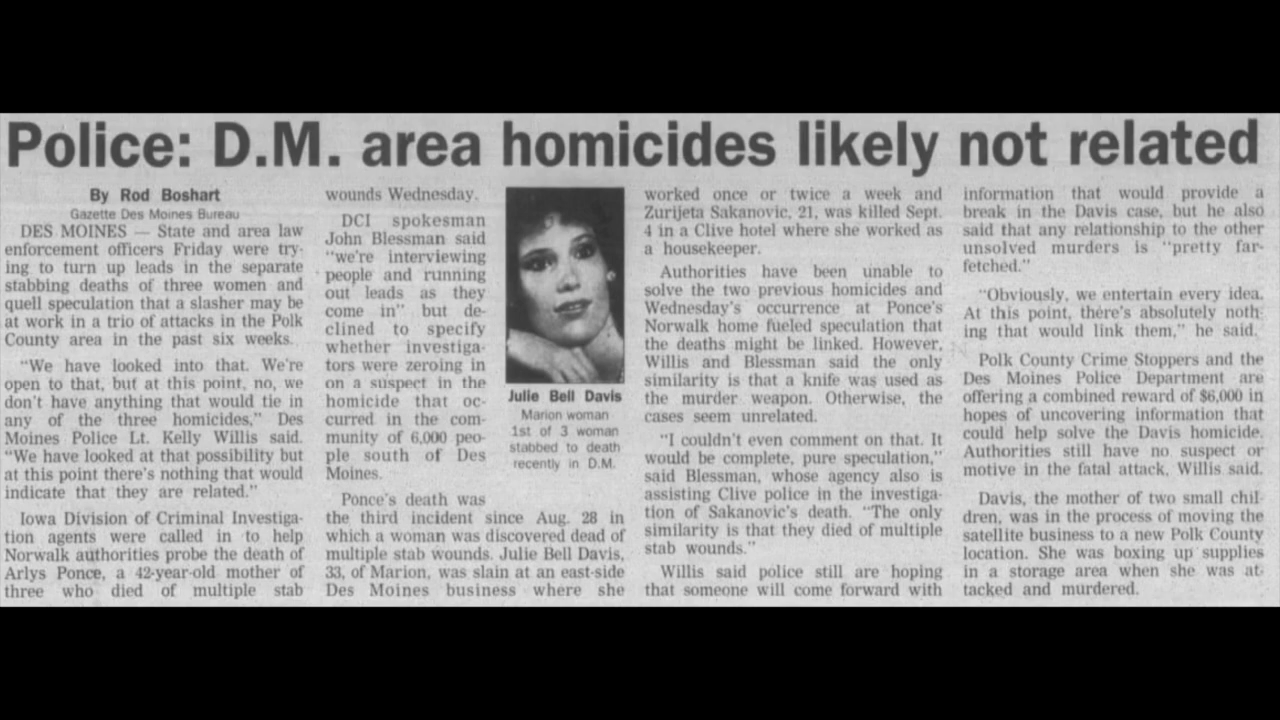 Police: D.M. area homicides likely not related
By Rod Boshart
Gazette Des Moines Bureau
DES MOINES — State and area law
enforcement officers Friday were try-
ing to turn up leads in the separate
stabbing deaths of three women and
quell speculation that a slasher may be
at work in a trio of attacks in the Polk
County area in the past six weeks.
"We have looked into that. We're
open to that, but at this point, no, we
don't have anything that would tie in
any of the three homicides," Des
Moines Police Lt. Kelly Willis said.
"We have looked at that possibility but
at this point there's nothing that would
indicate that they are related."
Iowa Division of Criminal Investiga-
tion agents were called in to help
Norwalk authorities probe the death of
Arlys Ponce, a 42-year-old mother of
three who died of multiple stab
wounds Wednesday.
DCI spokesman
John Blessman said
"we're interviewing
people and running
out leads as they
come in" but de-
clined to specify
whether investiga-
tors were zeroing in
on a suspect in the
homicide that oc-
curred in the com-
munity of 6,000 peo-
ple south of Des
Moines.
Ponce's death was
the third incident since Aug. 28 in
which a woman was discovered dead of
multiple stab wounds. Julie Bell Davis,
33, of Marion, was slain at an east-side
Des Moines business where she
Julie Bell Davis
Marion woman
1st of 3 woman
stabbed to death
recently in D.M.
worked once or twice a week and
Zurijeta Sakanovic, 21, was killed Sept.
4 in a Clive hotel where she worked as
a housekeeper.
Authorities have been unable to
solve the two previous homicides and
Wednesday's occurrence at Ponce's
Norwalk home fueled speculation that
the deaths might be linked. However,
Willis and Blessman said the only
similarity is that a knife was used as
the murder weapon. Otherwise, the
cases seem unrelated.
"I couldn't even comment on that. It
would be complete, pure speculation,"
said Blessman, whose agency also is
assisting Clive police in the investiga-
tion of Sakanovic's death. "The only
similarity is that they died of multiple
stab wounds."
Willis said police still are hoping
that someone will come forward with
information that would provide a
break in the Davis case, but he also
said that any relationship to the other
unsolved murders is "pretty far-
fetched."
"Obviously, we entertain every idea.
At this point, there's absolutely noth-
ing that would link them," he said.
Polk County Crime Stoppers and the
Des Moines Police Department are
offering a combined reward of $6,000 in
hopes of uncovering information that
could help solve the Davis homicide.
Authorities still have no suspect or
motive in the fatal attack, Willis said.
Davis, the mother of two small chil-
dren, was in the process of moving the
satellite business to a new Polk County
location. She was boxing up supplies
in a storage area when she was at-
tacked and murdered.